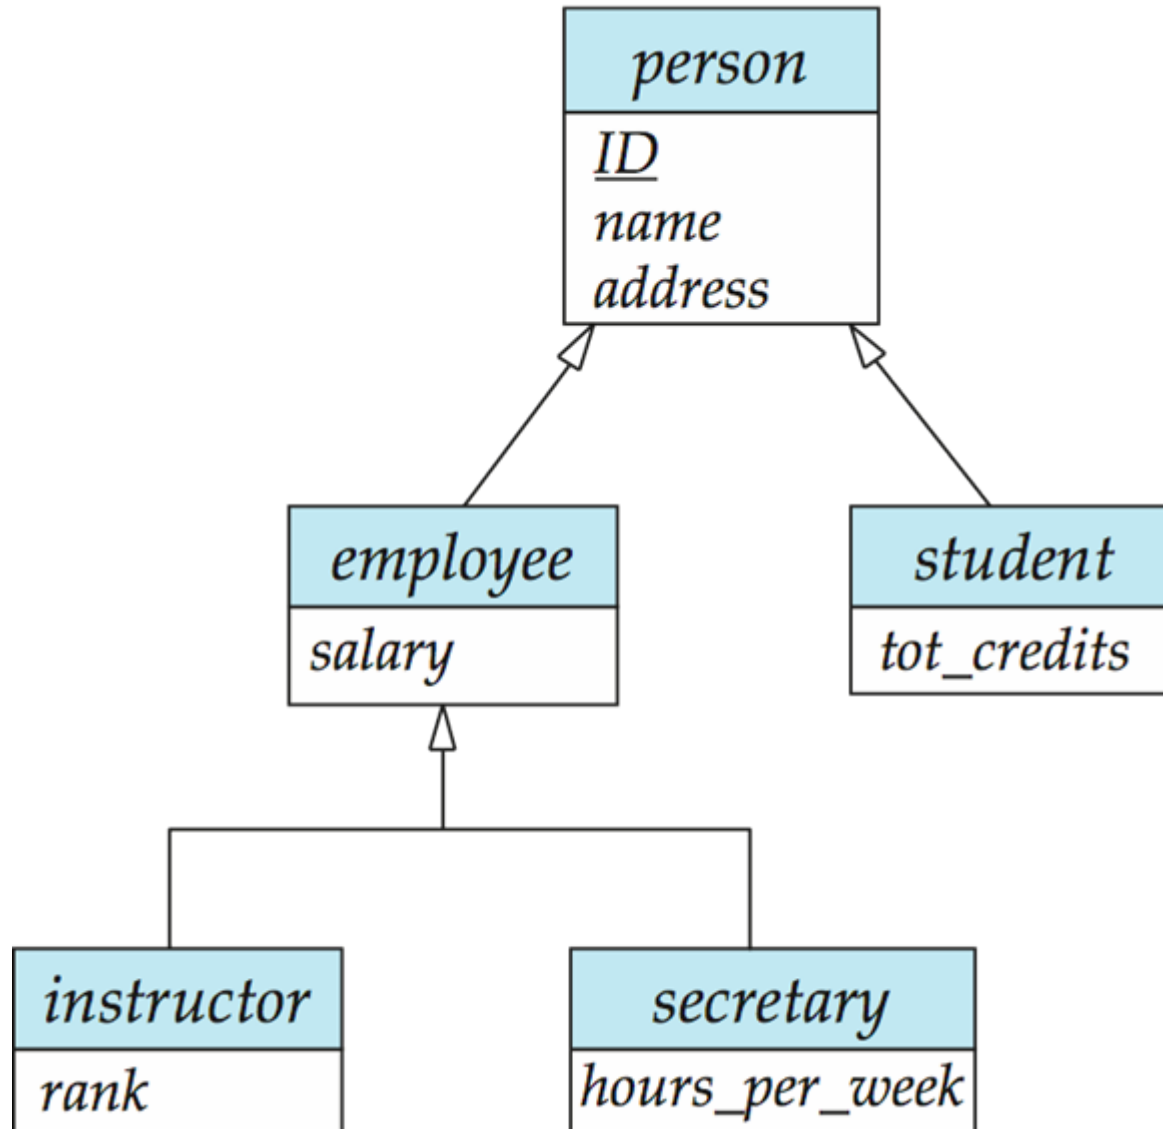 person
ID
name
address
employee
salary
student
tot_credits
instructor
rank
secretary
hours_per_week